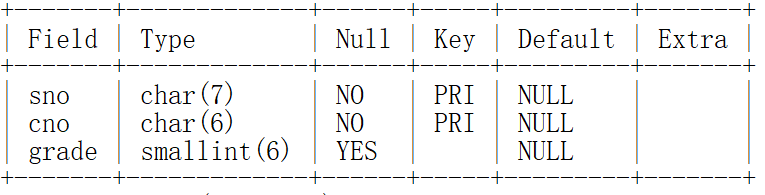 +-------+-------------+------+-----+---------+-------+
| Field | Type | Null | Key | Default | Extra |
+-------+-------------+------+-----+---------+-------+
| sno | char(7) | NO | PRI | NULL | |
| cno | char(6) | NO | PRI | NULL | |
| grade | smallint(6) | YES | | NULL | |
+-------+-------------+------+-----+---------+-------+